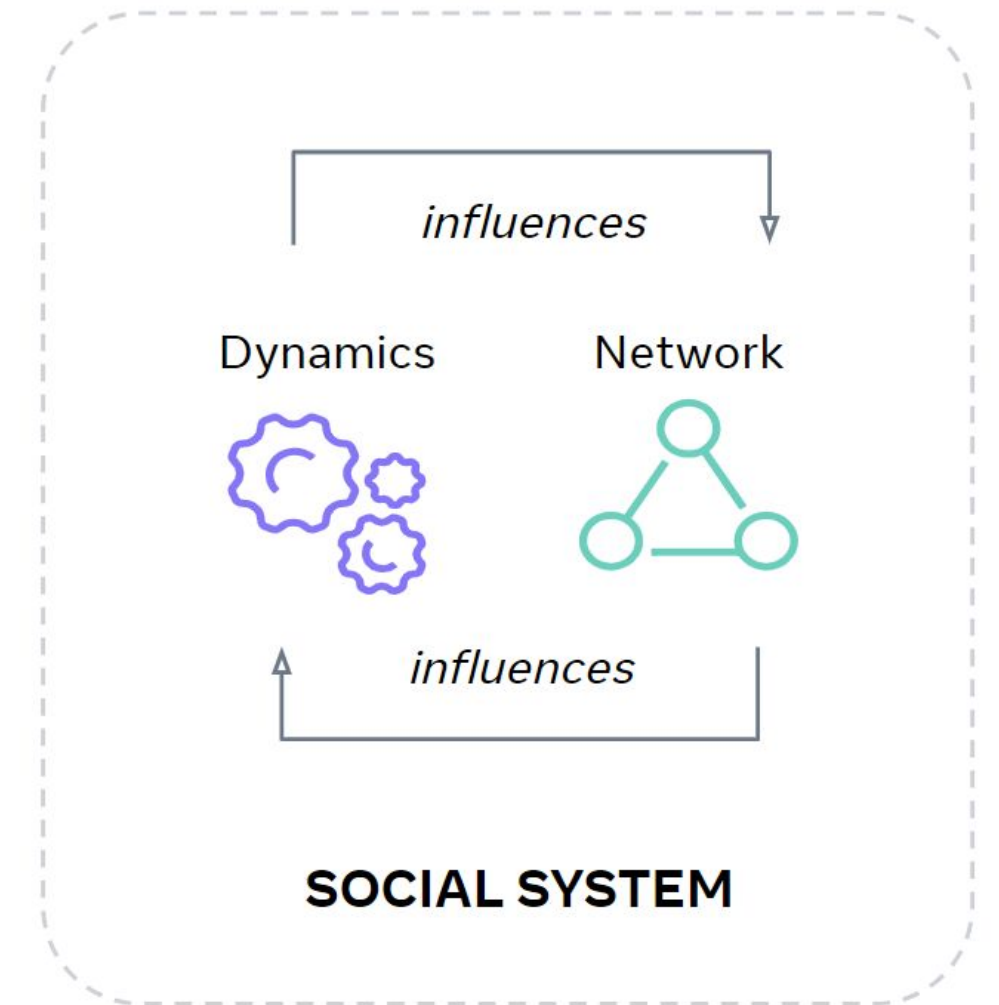 influences
Dynamics
Network
influences
SOCIAL SYSTEM